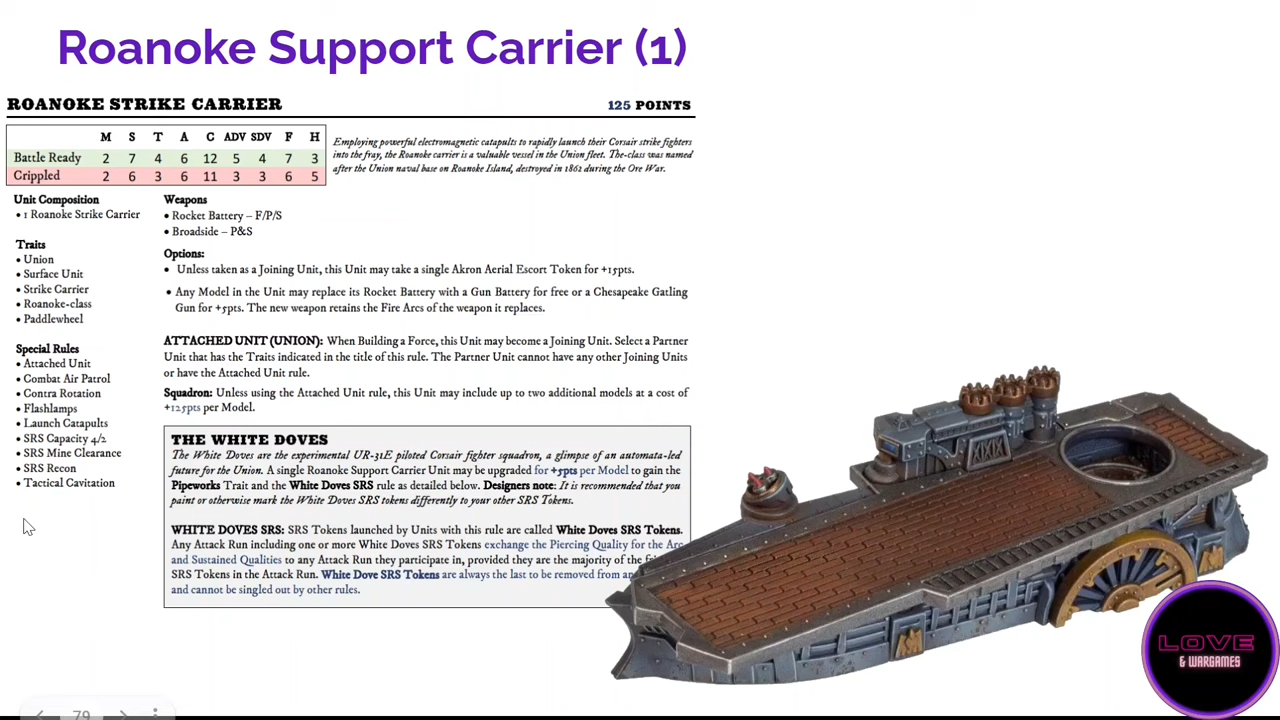 Roanoke Support Carrier (1)
ROANOKE STRIKE CARRIER
125 POINTS
M S T A C ADV SDV F H
Battle Ready 2 7 4 6 12 5 4 7 3
Crippled 2 6 3 6 11 3 3 6 5
Employing powerful electromagnetic catapults to rapidly launch their Corsair strike fighters
into the fray, the Roanoke carrier is a valuable vessel in the Union fleet. The-class was named
after the Union naval base on Roanoke Island, destroyed in 1862 during the Ore War.
Unit Composition
• 1 Roanoke Strike Carrier
Traits
• Union
• Surface Unit
• Strike Carrier
• Roanoke-class
• Paddlewheel
Special Rules
• Attached Unit
• Combat Air Patrol
• Contra Rotation
• Flashlamps
• Launch Catapults
• SRS Capacity 4/2
• SRS Mine Clearance
• SRS Recon
• Tactical Cavitation
Weapons
• Rocket Battery – F/P/S
• Broadside – P&S
Options:
• Unless taken as a Joining Unit, this Unit may take a single Akron Aerial Escort Token for +15pts.
• Any Model in the Unit may replace its Rocket Battery with a Gun Battery for free or a Chesapeake Gatling
Gun for +5pts. The new weapon retains the Fire Arcs of the weapon it replaces.
ATTACHED UNIT (UNION): When Building a Force, this Unit may become a Joining Unit. Select a Partner
Unit that has the Traits indicated in the title of this rule. The Partner Unit cannot have any other Joining Units
or have the Attached Unit rule.
Squadron: Unless using the Attached Unit rule, this Unit may include up to two additional models at a cost of
+125pts per Model.
THE WHITE DOVES
The White Doves are the experimental UR-31E piloted Corsair fighter squadron, a glimpse of an automata-led
future for the Union. A single Roanoke Support Carrier Unit may be upgraded for +5pts per Model to gain the
Pipeworks Trait and the White Doves SRS rule as detailed below. Designers note: It is recommended that you
paint or otherwise mark the White Doves SRS tokens differently to your other SRS Tokens.
WHITE DOVES SRS: SRS Tokens launched by Units with this rule are called White Doves SRS Tokens.
Any Attack Run including one or more White Doves SRS Tokens exchange the Piercing Quality for the Arc
and Sustained Qualities to any Attack Run they participate in, provided they are the majority of the
SRS Tokens in the Attack Run. White Dove SRS Tokens are always the last to be removed from
and cannot be singled out by other rules.
79
LOVE
& WARGAMES